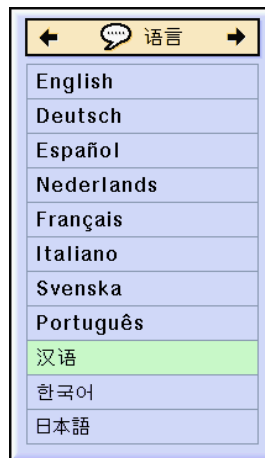 语言
English
Deutsch
Español
Nederlands
Français
Italiano
Svenska
Português
汉语
한국어
日本語